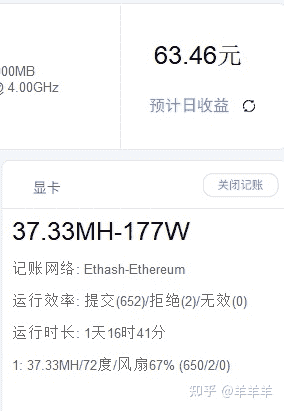 63.46元
00MB
@ 4.00GHz
预计日收益
显卡
关闭记账
37.33MH-177W
记账网络: Ethash-Ethereum
运行效率: 提交(652)/拒绝(2)/无效(0)
运行时长: 1天16时41分
1: 37.33MH/72度/风扇67% (650/2/0)
知乎 @羊羊羊